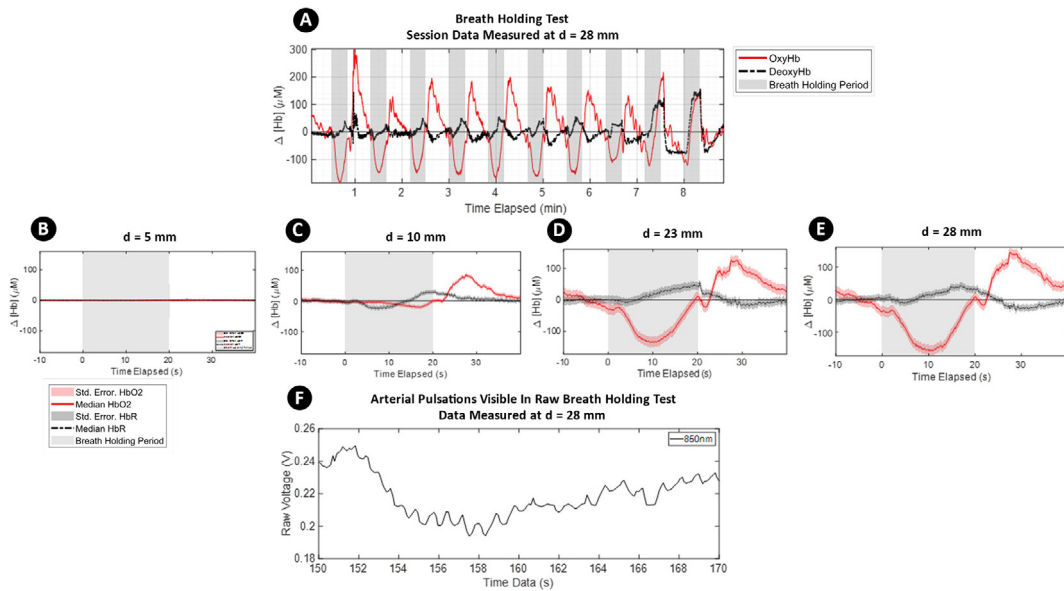 A
Breath Holding Test
Session Data Measured at d = 28 mm
300
200
100
0
-100
Δ [Hb] (μM)
1 2 3 4 5 6 7 8
Time Elapsed (min)
OxyHb
DeoxyHb
Breath Holding Period
B
d = 5 mm
100
0
-100
Δ [Hb] (μM)
-10 0 10 20 30
Time Elapsed (s)
C
d = 10 mm
100
0
-100
Δ [Hb] (μM)
-10 0 10 20 30
Time Elapsed (s)
D
d = 23 mm
100
0
-100
Δ [Hb] (μM)
-10 0 10 20 30
Time Elapsed (s)
E
d = 28 mm
100
0
-100
Δ [Hb] (μM)
-10 0 10 20 30
Time Elapsed (s)
Std. Error. HbO2
Median HbO2
Std. Error. HbR
Median HbR
Breath Holding Period
F
Arterial Pulsations Visible In Raw Breath Holding Test
Data Measured at d = 28 mm
0.26
0.24
0.22
0.2
0.18
Raw Voltage (V)
850nm
150 152 154 156 158 160 162 164 166 168 170
Time Data (s)